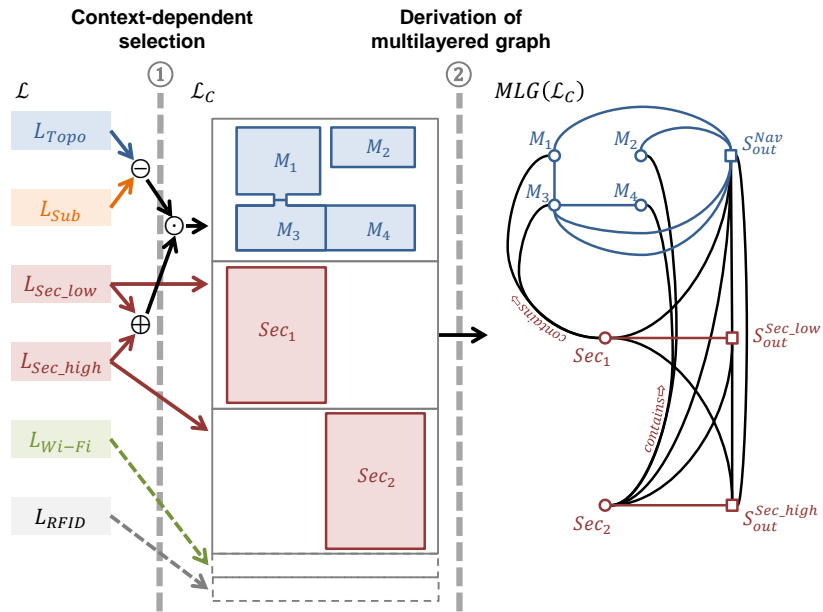 Context-dependent
selection
Derivation of
multilayered graph
①
②
ℒ
ℒ_C
MLG(ℒ_C)
L_Topo
L_Sub
L_Sec_low
L_Sec_high
L_Wi−Fi
L_RFID
⊖
⊙
⊕
M_1
M_2
M_3
M_4
Sec_1
Sec_2
M_1
M_2
S_out^Nav
M_3
M_4
contains⇨
Sec_1
S_out^Sec_low
contains⇨
Sec_2
S_out^Sec_high